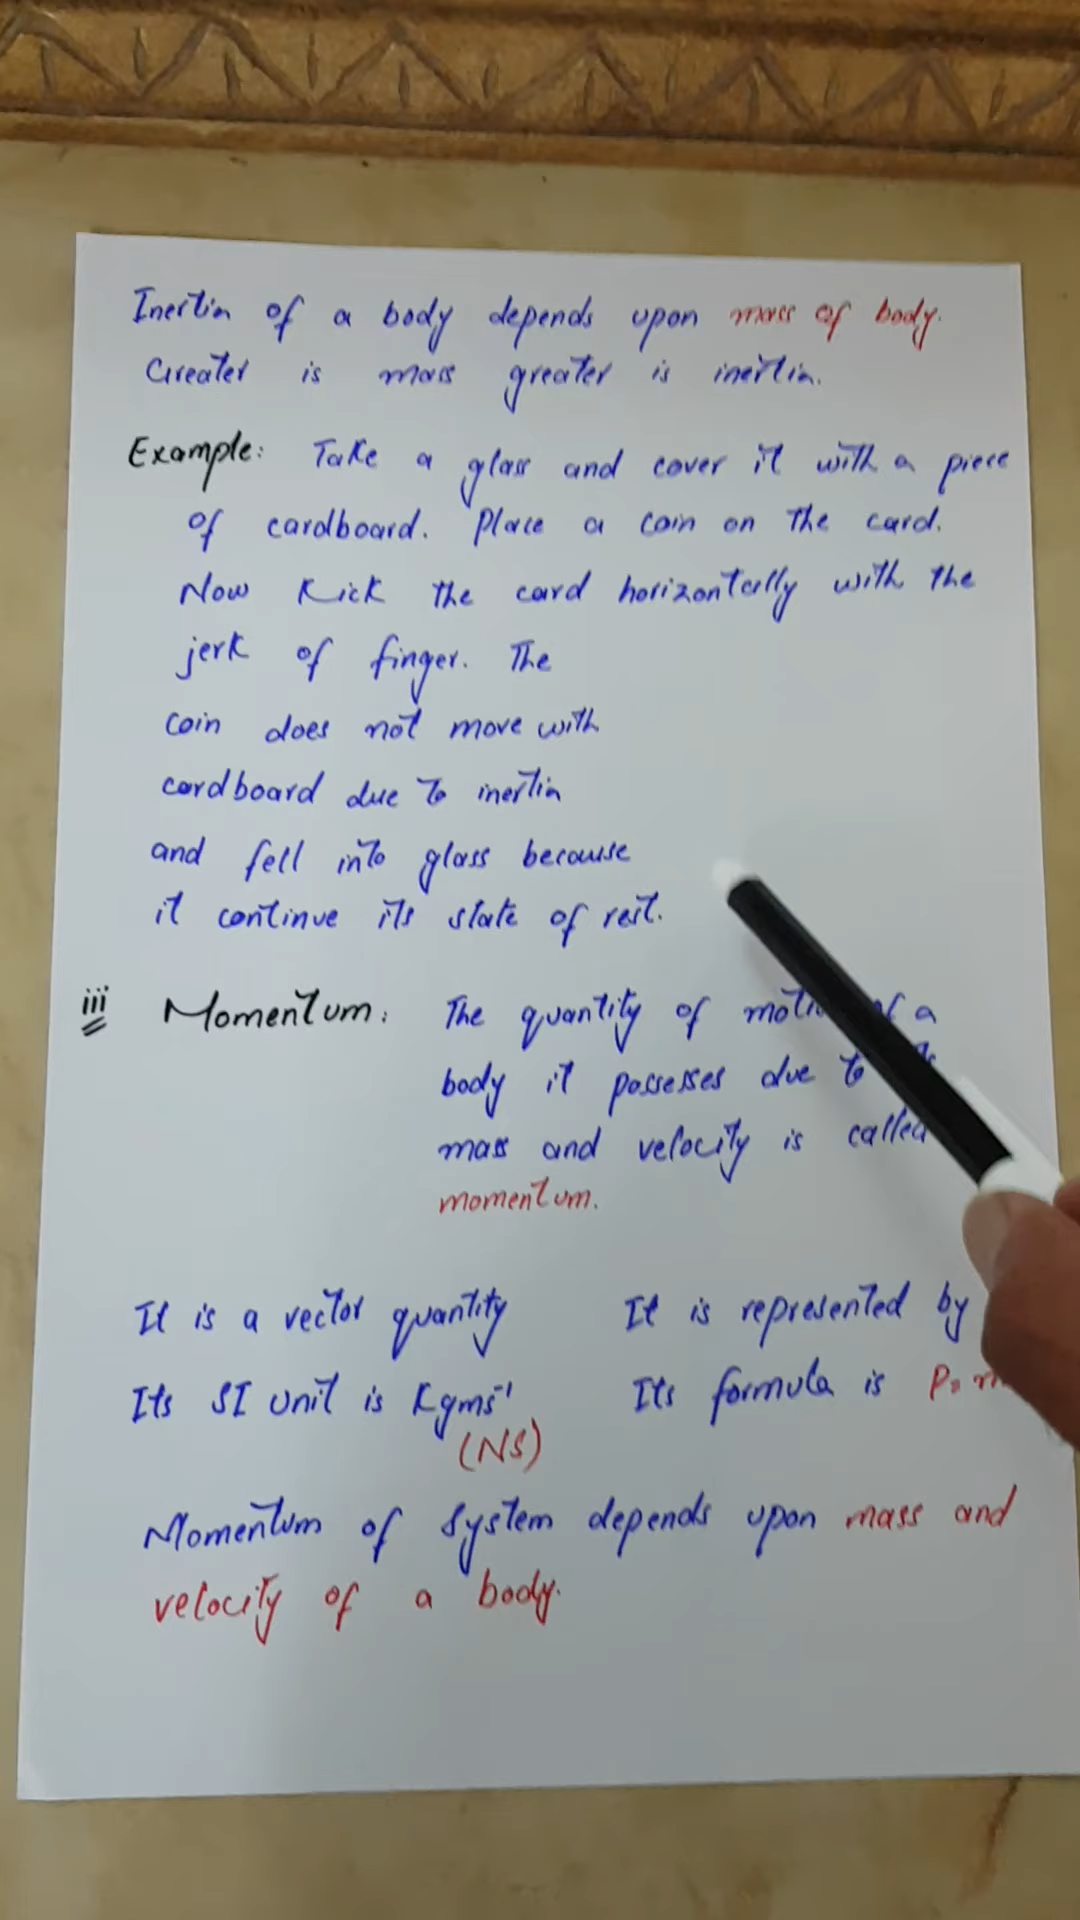 Inertia of a body depends upon mass of body.
Greater is mass greater is inertia.
Example: Take a glass and cover it with a piece
of cardboard. Place a coin on the card.
Now Kick the card horizontally with the
jerk of finger. The
coin does not move with
cardboard due to inertia
and fell into glass because
it continue its state of rest.
iii Momentum: The quantity of motion of a
body it possesses due to
mass and velocity is called
momentum.
It is a vector quantity It is represented by
Its SI Unit is Kgms⁻¹ Its formula is P=m
(NS)
Momentum of system depends upon mass and
velocity of a body.